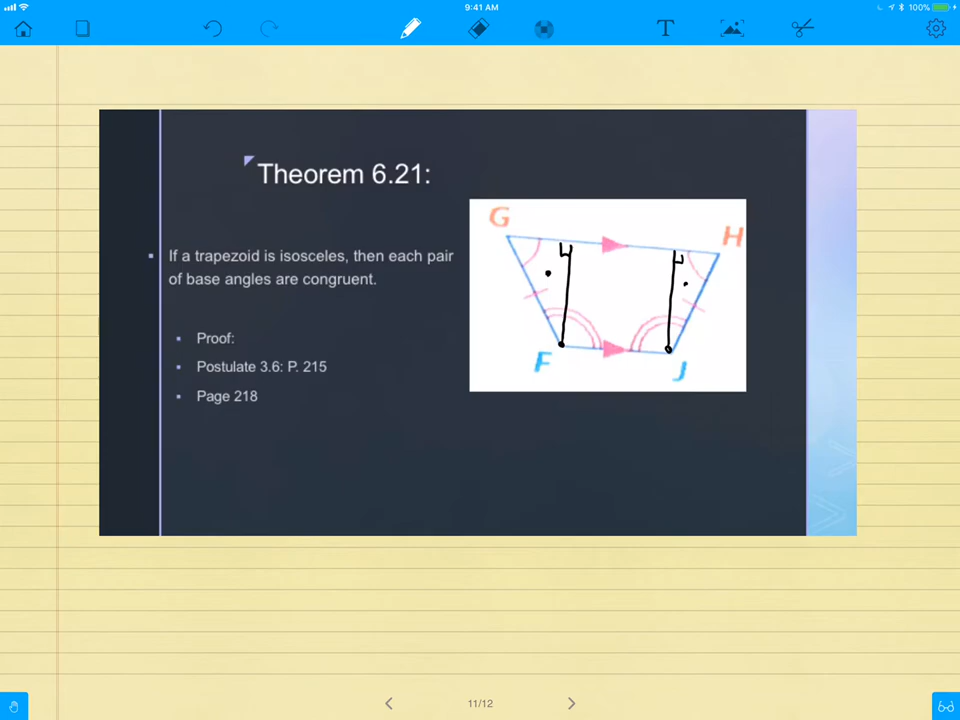 9:41 AM
100%
T
Theorem 6.21:
If a trapezoid is isosceles, then each pair
of base angles are congruent.
Proof:
Postulate 3.6: P. 215
Page 218
G
H
F
J
11/12